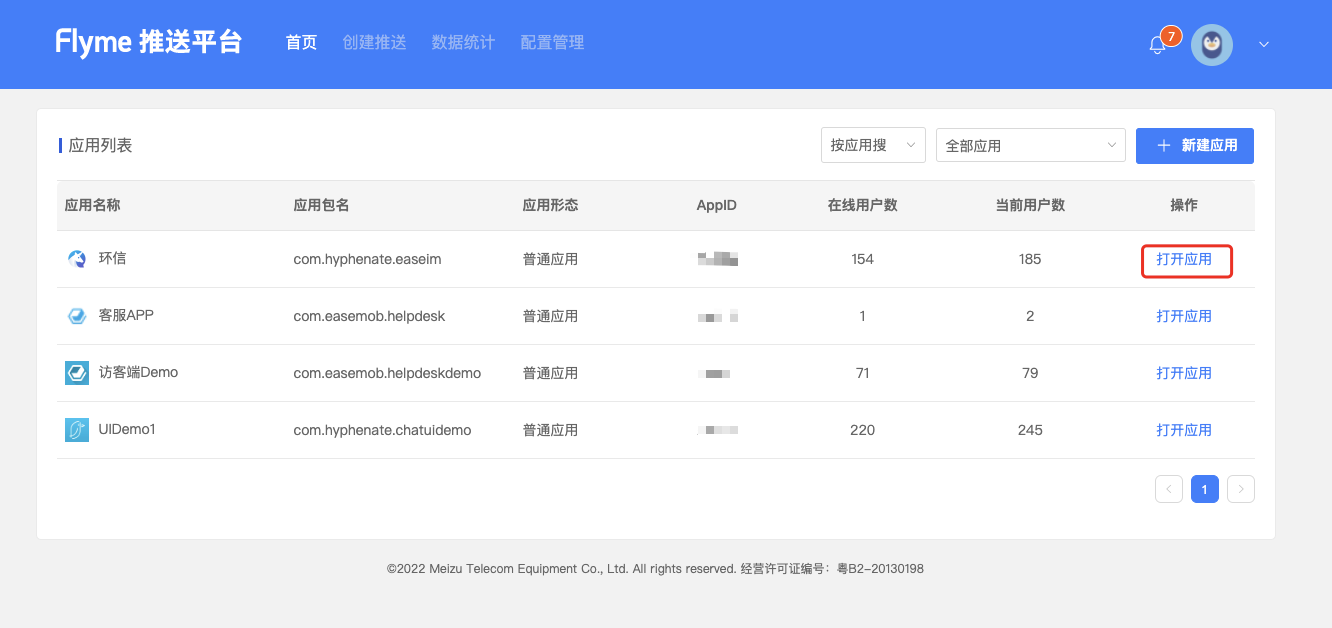 Flyme 推送平台 首页 创建推送 数据统计 配置管理 7
应用列表 按应用搜 全部应用 新建应用
应用名称 应用包名 应用形态 AppID 在线用户数 当前用户数 操作
环信 com.hyphenate.easeim 普通应用 154 185 打开应用
客服APP com.easemob.helpdesk 普通应用 1 2 打开应用
访客端Demo com.easemob.helpdeskdemo 普通应用 71 79 打开应用
UIDemo1 com.hyphenate.chatuidemo 普通应用 220 245 打开应用
1
©2022 Meizu Telecom Equipment Co., Ltd. All rights reserved. 经营许可证编号：粤B2-20130198